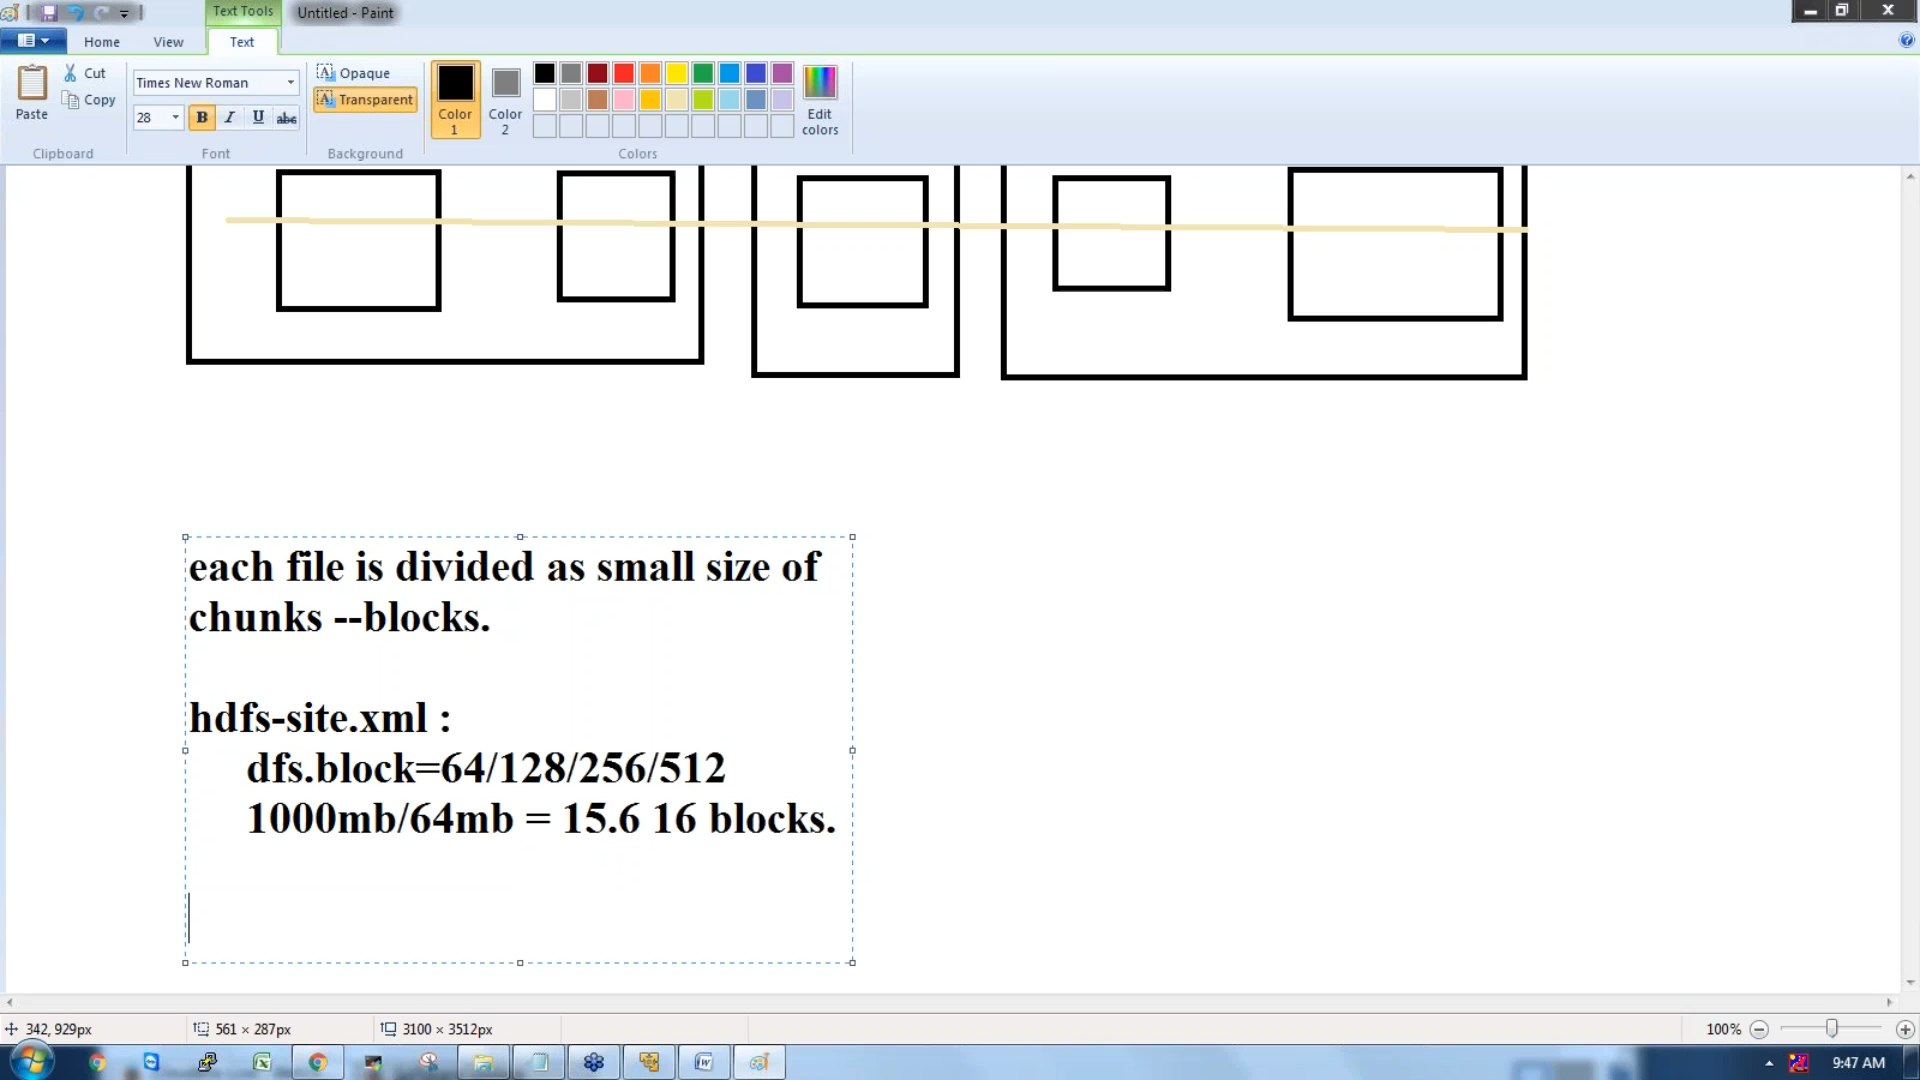 Text Tools
Untitled - Paint
Home
View
Text
Paste
Cut
Copy
Clipboard
Times New Roman
28
B
I
U
abc
Font
Opaque
Transparent
Background
Color
1
Color
2
Edit
colors
Colors
each file is divided as small size of
chunks --blocks.
hdfs-site.xml :
dfs.block=64/128/256/512
1000mb/64mb = 15.6 16 blocks.
342, 929px
561 × 287px
3100 × 3512px
100%
9:47 AM